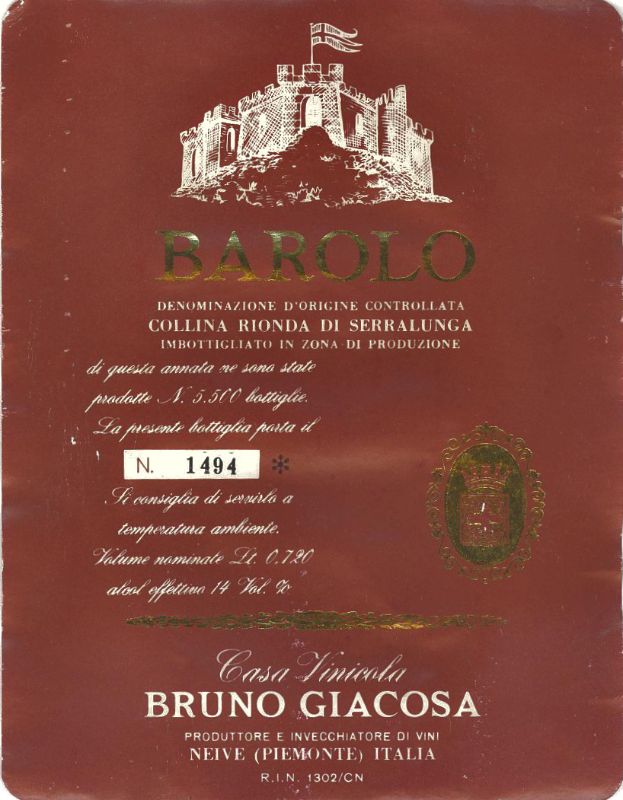 BAROLO
DENOMINAZIONE D'ORIGINE CONTROLLATA
COLLINA RIONDA DI SERRALUNGA
IMBOTTIGLIATO IN ZONA DI PRODUZIONE
di questa annata ne sono state
prodotte N. 5.500 bottiglie.
La presente bottiglia porta il
N. 1494 *
Si consiglia di servirlo a
temperatura ambiente.
Volume nominale Lt. 0,720
alcol effettivo 14 Vol. %
Casa Vinicola
BRUNO GIACOSA
PRODUTTORE E INVECCHIATORE DI VINI
NEIVE (PIEMONTE) ITALIA
R.I.N. 1302/CN